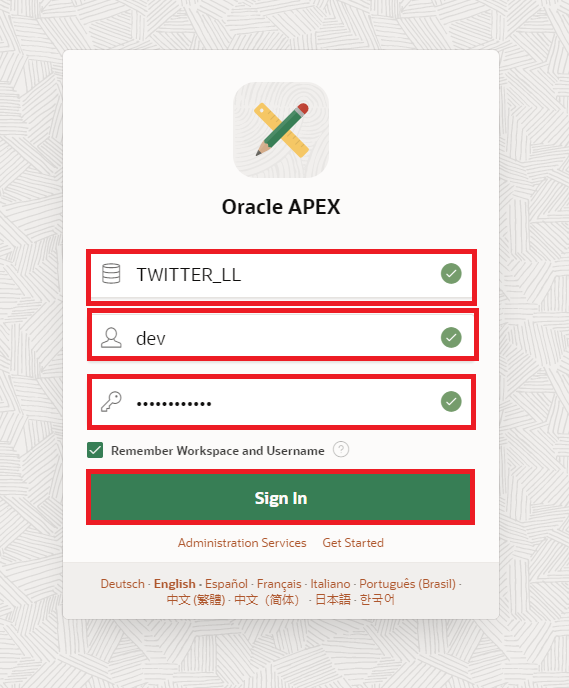 Oracle APEX
TWITTER_LL
dev
••••••••••••
Remember Workspace and Username ?
Sign In
Administration Services Get Started
Deutsch · English · Español · Français · Italiano · Português (Brasil) ·
中文 (繁體) · 中文（简体） · 日本語 · 한국어